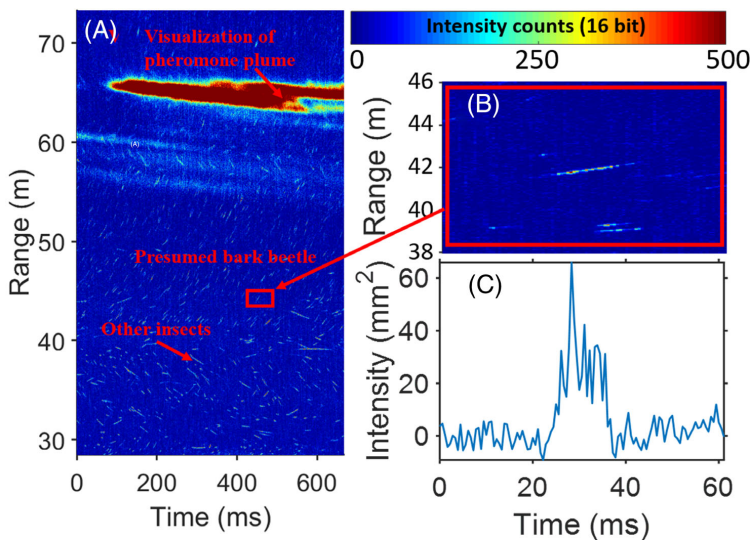 (A)
Visualization of
pheromone plume
(A)
Presumed bark beetle
Other insects
Range (m)
70
60
50
40
30
0
200
400
600
Time (ms)
Intensity counts (16 bit)
0
250
500
(B)
Range (m)
46
44
42
40
38
(C)
Intensity (mm²)
60
40
20
0
0
20
40
60
Time (ms)